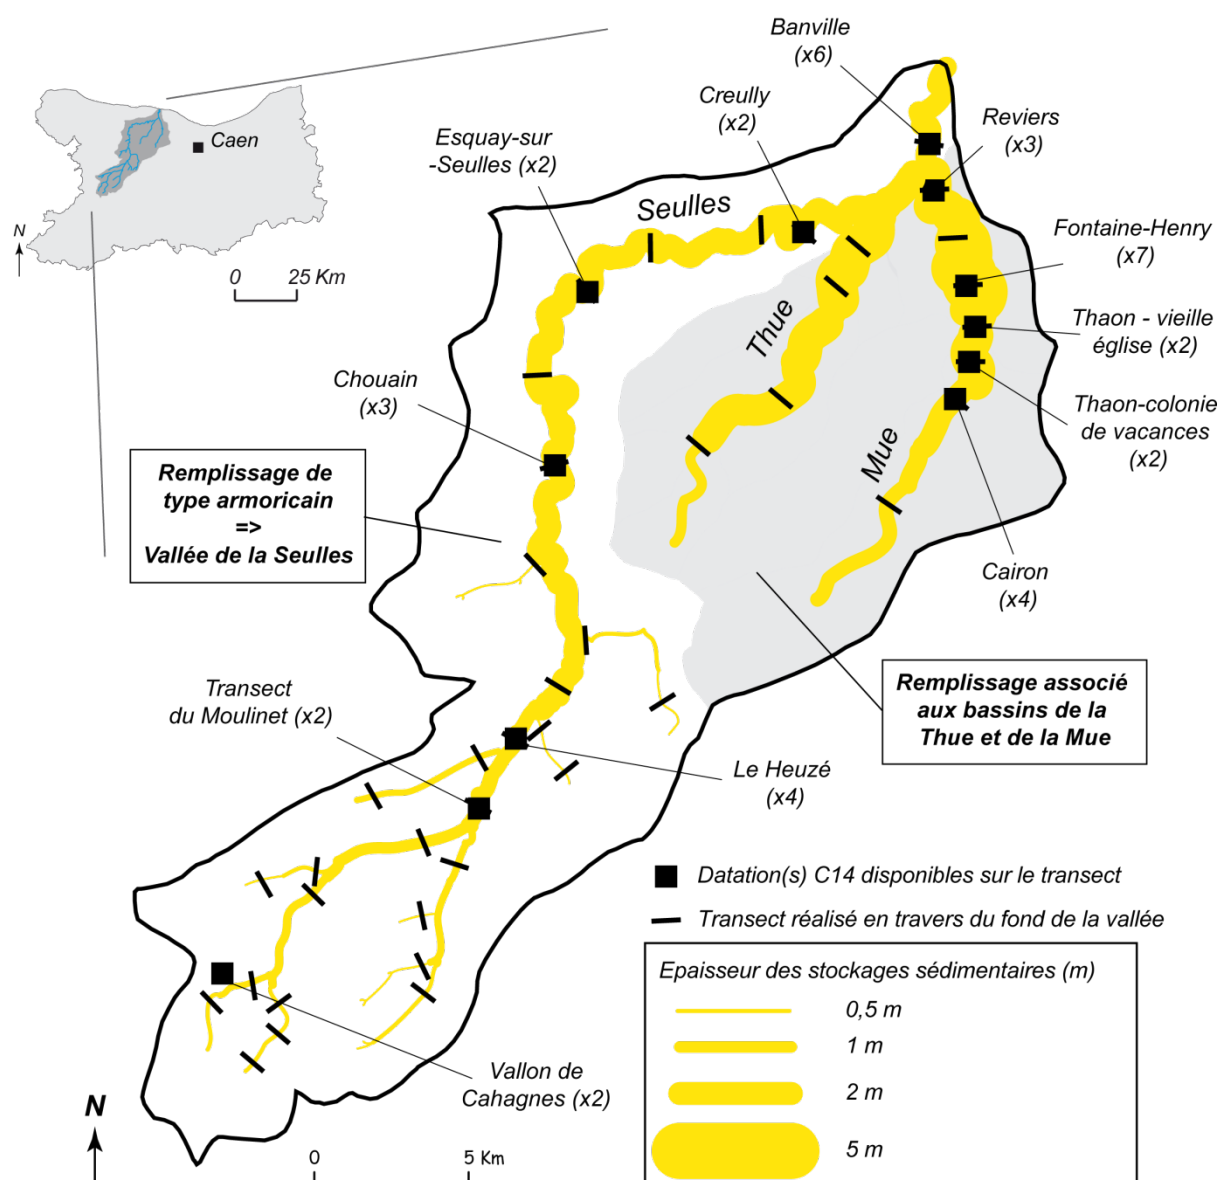 Banville
(x6)
Creully
(x2)
Reviers
(x3)
Caen
Esquay-sur
-Seulles (x2)
Seulles
Fontaine-Henry
(x7)
N
0 25 Km
Thue
Thaon - vieille
église (x2)
Chouain
(x3)
Thaon-colonie
de vacances
(x2)
Mue
Remplissage de
type armoricain
=>
Vallée de la Seulles
Cairon
(x4)
Transect
du Moulinet (x2)
Remplissage associé
aux bassins de la
Thue et de la Mue
Le Heuzé
(x4)
Datation(s) C14 disponibles sur le transect
Transect réalisé en travers du fond de la vallée
Epaisseur des stockages sédimentaires (m)
0,5 m
1 m
2 m
5 m
Vallon de
Cahagnes (x2)
N
0 5 Km